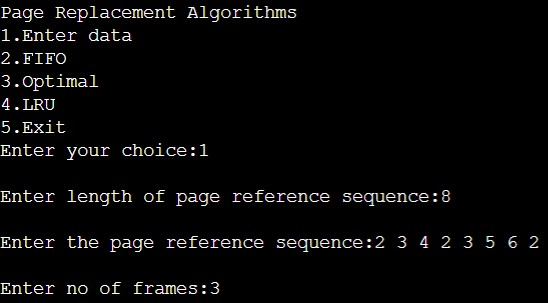 Page Replacement Algorithms
1.Enter data
2.FIFO
3.Optimal
4.LRU
5.Exit
Enter your choice:1
Enter length of page reference sequence:8
Enter the page reference sequence:2 3 4 2 3 5 6 2
Enter no of frames:3